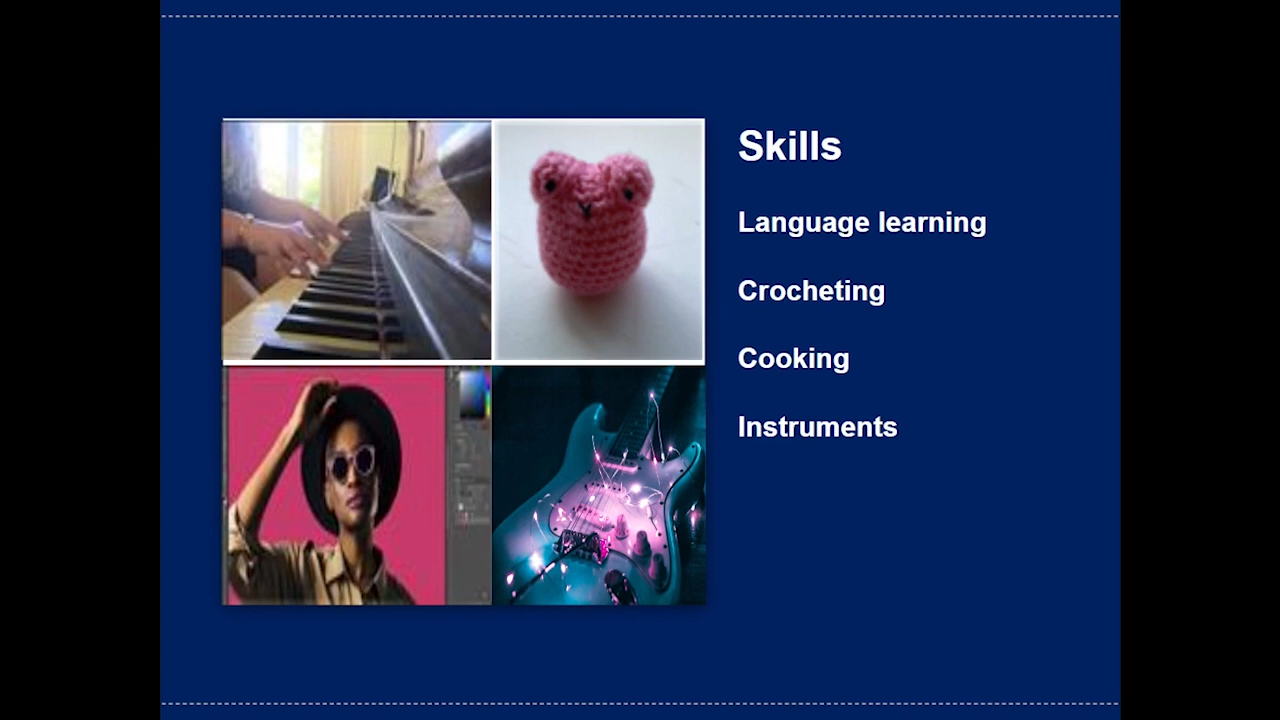 Skills
Language learning
Crocheting
Cooking
Instruments